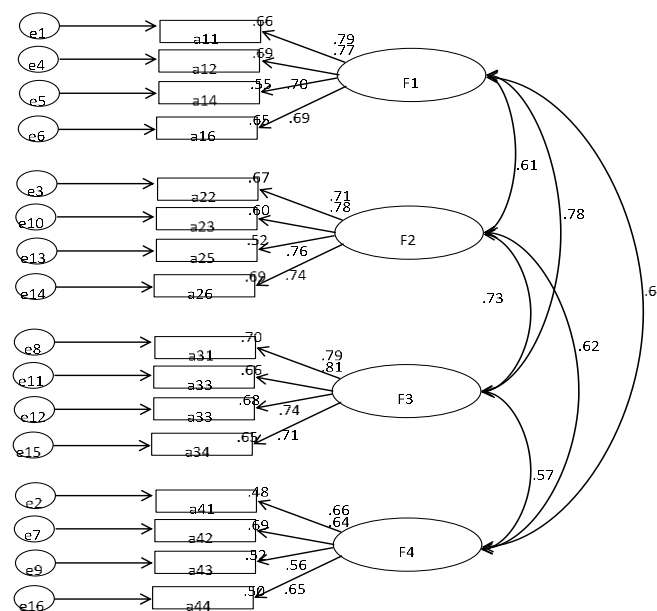 e1 a11 .66 .79
e4 a12 .69 .77 F1
e5 a14 .55 .70
e6 a16 .65 .69
.61
.78
e3 a22 .67 .71
e10 a23 .60 .78 F2
e13 a25 .52 .76
e14 a26 .69 .74
.73
.6
.62
e8 a31 .70 .79
e11 a33 .66 .81 F3
e12 a33 .68 .74
e15 a34 .65 .71
.57
e2 a41 .48 .66
e7 a42 .69 .64 F4
e9 a43 .52 .56
e16 a44 .50 .65